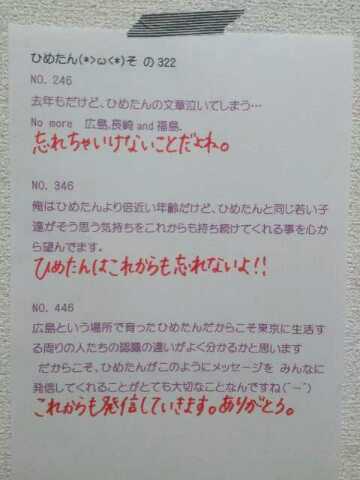 ひめたん(*>ω<*)そ の322
NO. 246
去年もだけど、ひめたんの文章泣いてしまう…
No more 広島,長崎 and 福島.
忘れちゃいけないことだよね。
NO. 346
俺はひめたんより倍近い年齢だけど、ひめたんと同じ若い子
達がそう思う気持ちをこれからも持ち続けてくれる事を心か
ら望んでます。
ひめたんはこれからも忘れないよ!!
NO. 446
広島という場所で育ったひめたんだからこそ東京に生活す
る周りの人たちの認識の違いがよく分かるかと思います
だからこそ、ひめたんがこのようにメッセージを みんなに
発信してくれることがとても大切なことなんですね(˘ー˘)
これからも発信していきます。ありがとう。